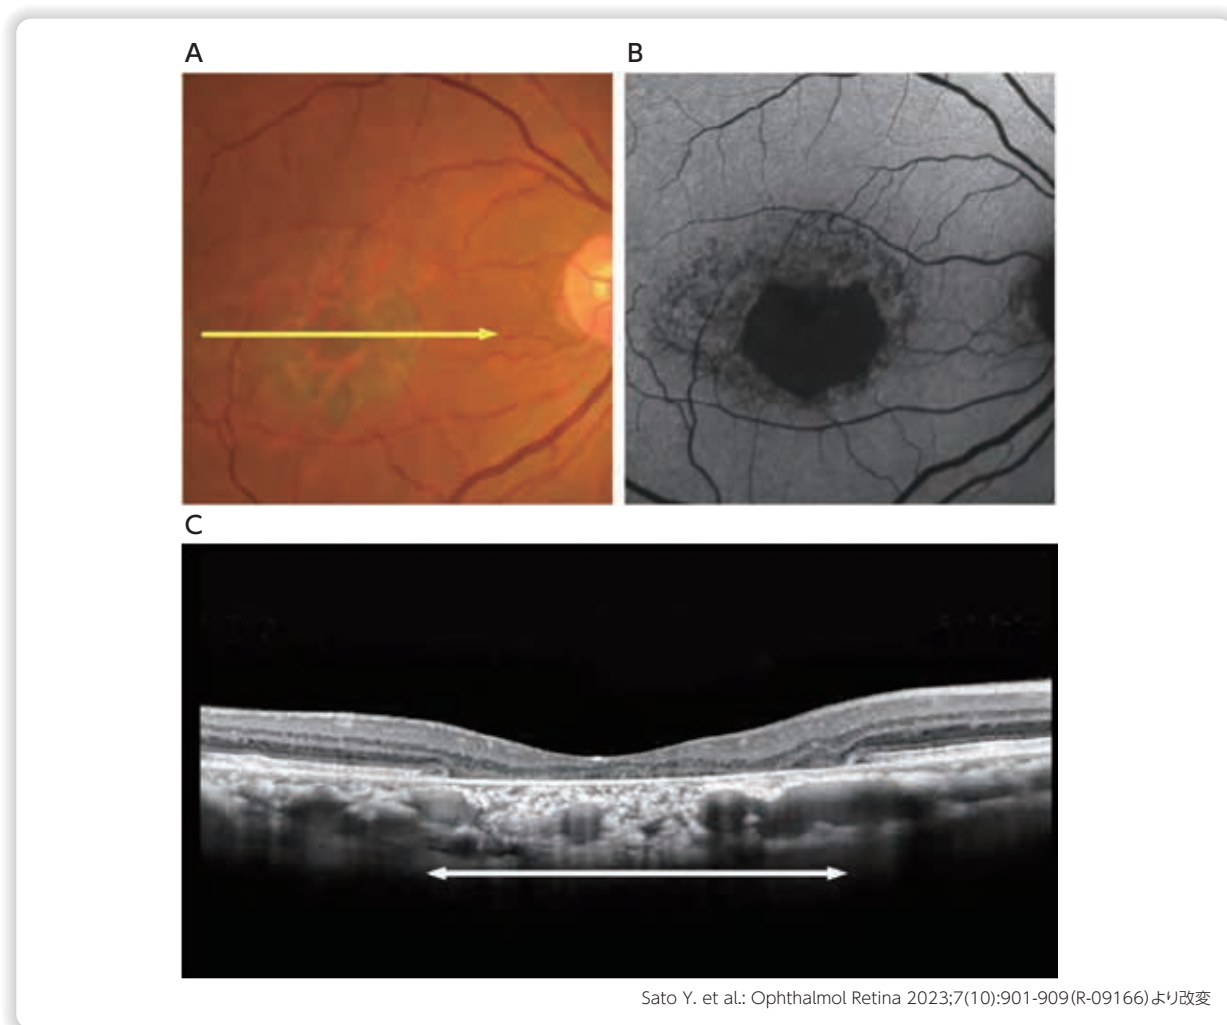 A
B
C
Sato Y. et al.: Ophthalmol Retina 2023;7(10):901-909(R-09166)より改変